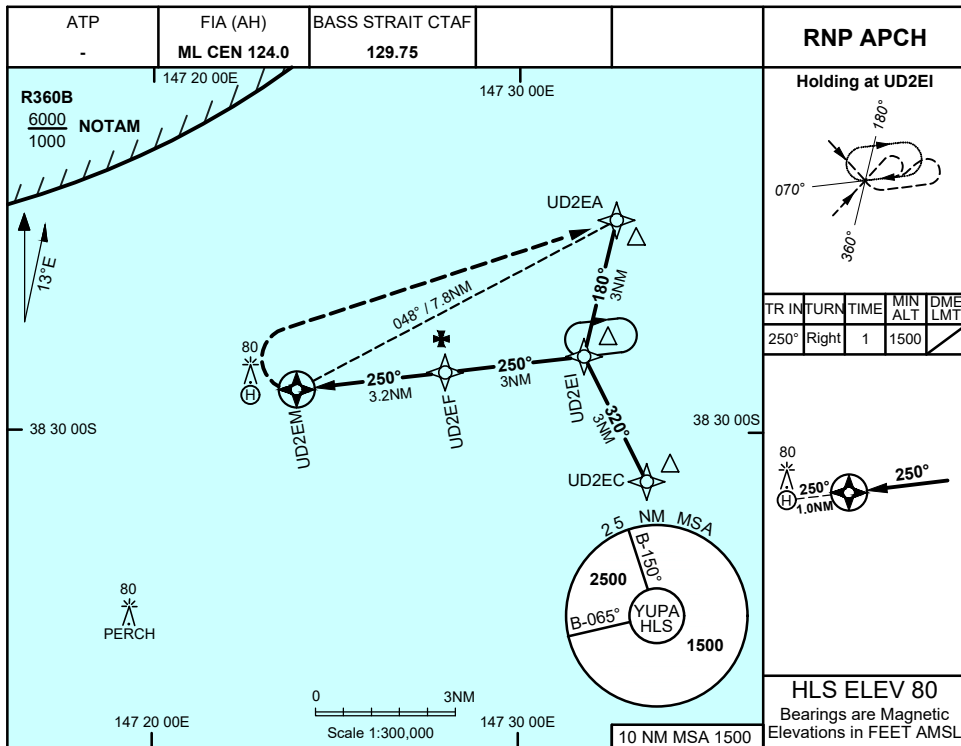 ATP
-
FIA (AH)
ML CEN 124.0
BASS STRAIT CTAF
129.75
RNP APCH
147 20 00E
147 30 00E
R360B
6000
1000
NOTAM
13°E
UD2EA
180°
3NM
048° / 7.8NM
80
H
250°
3.2NM
250°
3NM
UD2EM
UD2EF
UD2EI
320°
3NM
UD2EC
38 30 00S
38 30 00S
25 NM MSA
B-150°
2500
B-065°
YUPA
HLS
1500
80
PERCH
0
3NM
Scale 1:300,000
147 20 00E
147 30 00E
10 NM MSA 1500
Holding at UD2EI
180°
070°
360°
TR IN
TURN
TIME
MIN ALT
DME LMT
250°
Right
1
1500
80
H
250°
1.0NM
250°
HLS ELEV 80
Bearings are Magnetic
Elevations in FEET AMSL